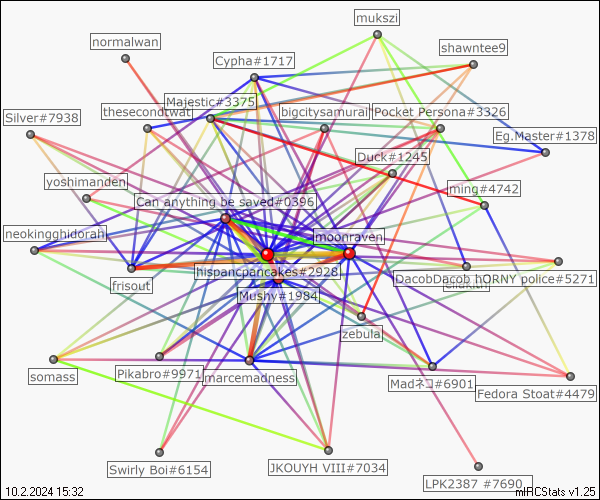 mukszi
normalwan
shawntee9
Cypha#1717
Majestic#3375
thesecondtwat
bigcitysamurai
Pocket Persona#3326
Silver#7938
Eg.Master#1378
Duck#1245
yoshimanden
ming#4742
Can anything be saved#0396
neokingghidorah
moonraven
hispancpancakes#2928
frisout
DacobDacob hORNY police#5271
Mushy#1984
zebula
somass
Pikabro#9971
marcemadness
Madネコ#6901
Fedora Stoat#4479
Swirly Boi#6154
JKOUYH VIII#7034
LPK2387 #7690
10.2.2024 15:32
mIRCStats v1.25